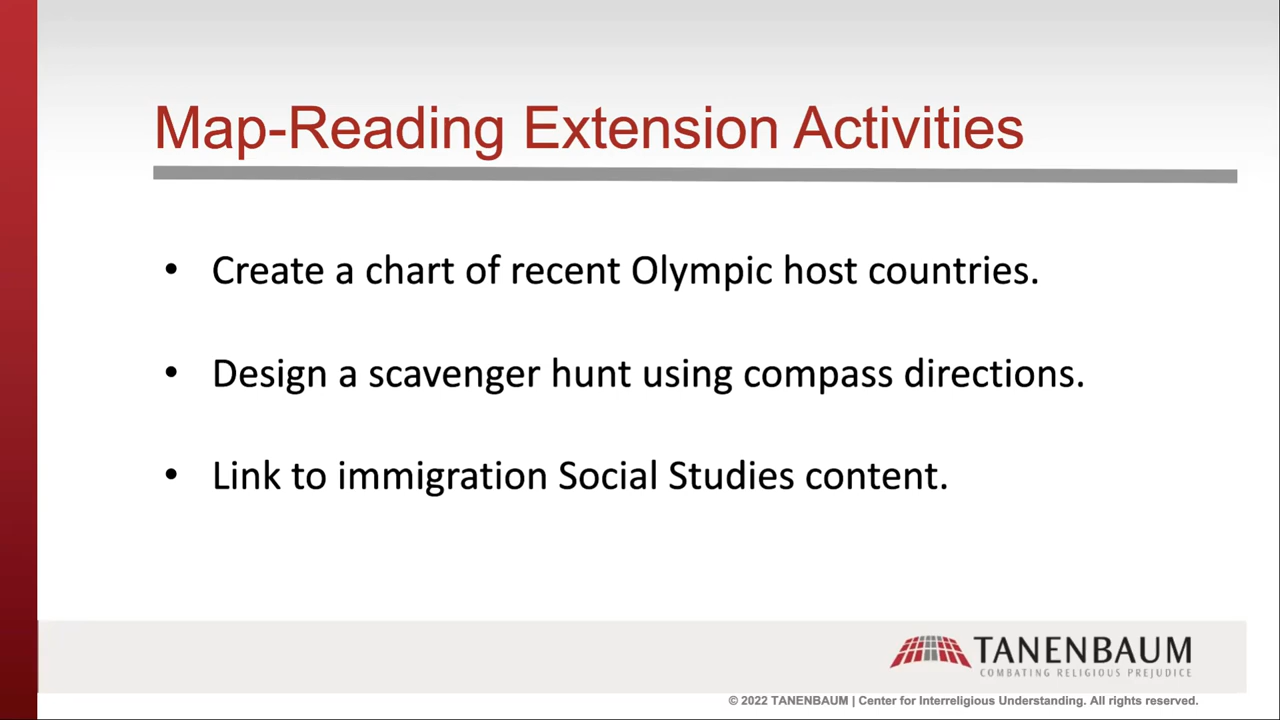 Map-Reading Extension Activities
• Create a chart of recent Olympic host countries.
• Design a scavenger hunt using compass directions.
• Link to immigration Social Studies content.
TANENBAUM
COMBATING RELIGIOUS PREJUDICE
© 2022 TANENBAUM | Center for Interreligious Understanding. All rights reserved.